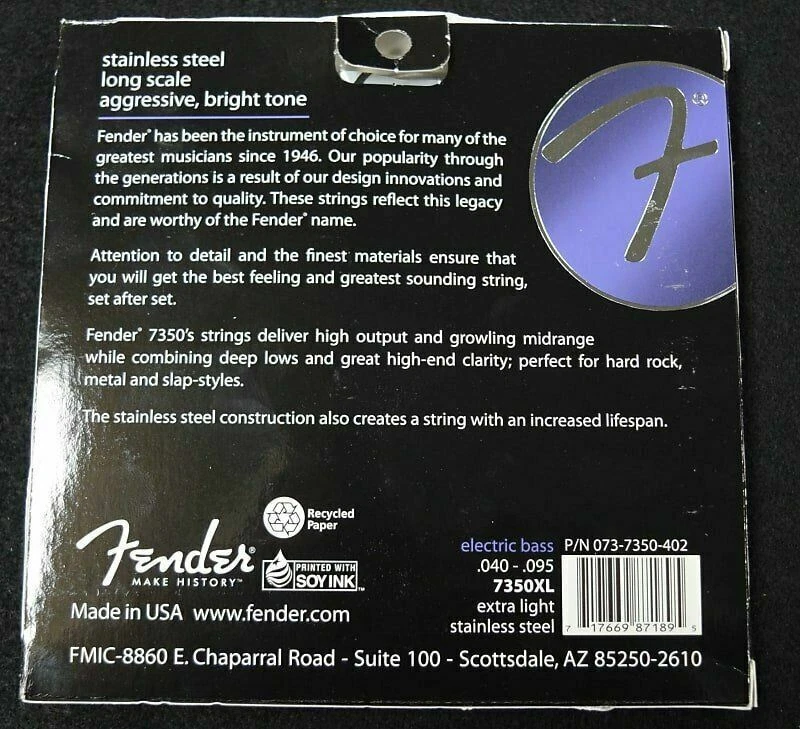 stainless steel
long scale
aggressive, bright tone
Fender® has been the instrument of choice for many of the
greatest musicians since 1946. Our popularity through
the generations is a result of our design innovations and
commitment to quality. These strings reflect this legacy
and are worthy of the Fender® name.
Attention to detail and the finest materials ensure that
you will get the best feeling and greatest sounding string,
set after set.
Fender® 7350's strings deliver high output and growling midrange
while combining deep lows and great high-end clarity; perfect for hard rock,
metal and slap-styles.
The stainless steel construction also creates a string with an increased lifespan.
F ®
Recycled
Paper
Fender®
MAKE HISTORY™
PRINTED WITH
SOY INK™
Made in USA www.fender.com
electric bass P/N 073-7350-402
.040 - .095
7350XL
extra light
stainless steel
7 17669 87189 5
FMIC-8860 E. Chaparral Road - Suite 100 - Scottsdale, AZ 85250-2610